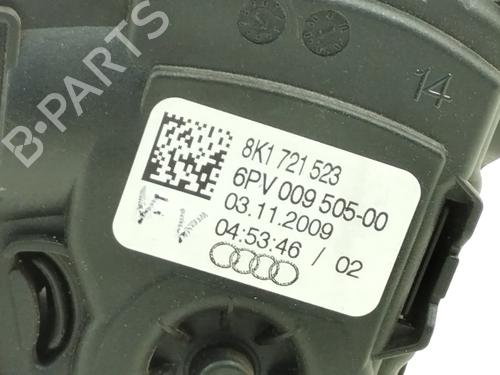 B-PARTS
14
8K1 721 523
6PV 009 505-00
03.11.2009
04:53:46 / 02